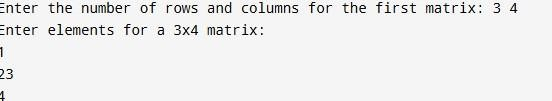 Enter the number of rows and columns for the first matrix: 3 4
Enter elements for a 3x4 matrix:
1
23
4